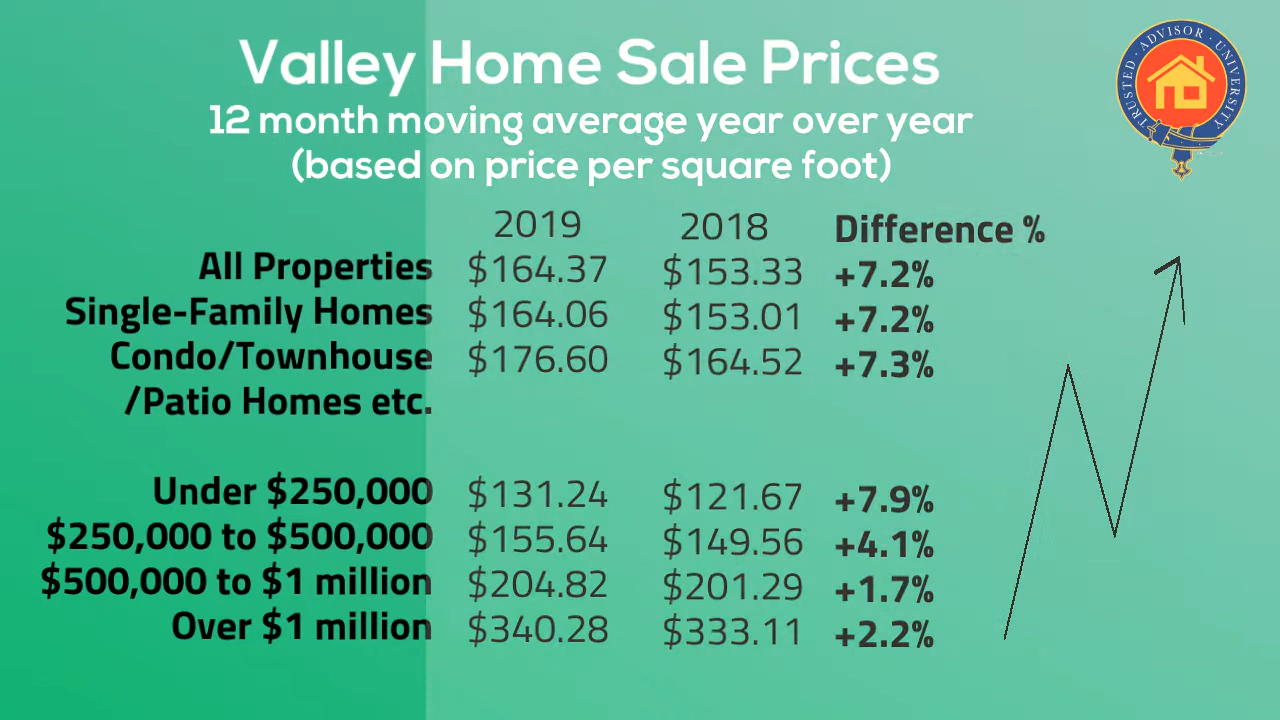 Valley Home Sale Prices
12 month moving average year over year
(based on price per square foot)
TRUSTED · ADVISOR · UNIVERSITY
2019 2018 Difference %
All Properties $164.37 $153.33 +7.2%
Single-Family Homes $164.06 $153.01 +7.2%
Condo/Townhouse $176.60 $164.52 +7.3%
/Patio Homes etc.
Under $250,000 $131.24 $121.67 +7.9%
$250,000 to $500,000 $155.64 $149.56 +4.1%
$500,000 to $1 million $204.82 $201.29 +1.7%
Over $1 million $340.28 $333.11 +2.2%